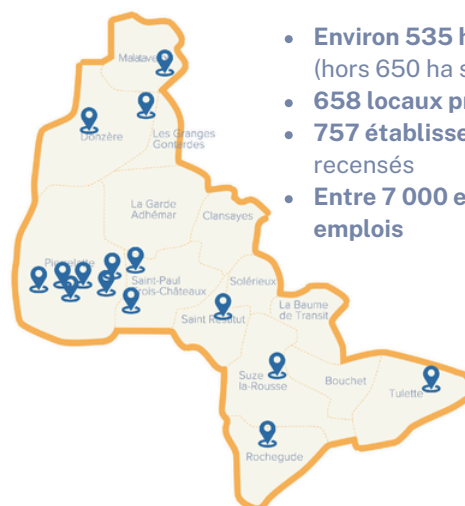 • Environ 535 h
(hors 650 ha s
• 658 locaux pr
• 757 établisse
recensés
• Entre 7 000 e
emplois
Donzère
Les Granges
Gontardes
La Garde
Adhémar
Clansayes
Saint-Paul
Trois-Châteaux
Solérieux
Saint Restitut
La Baume
de Transit
Suze
la-Rousse
Bouchet
Tulette
Rochegude